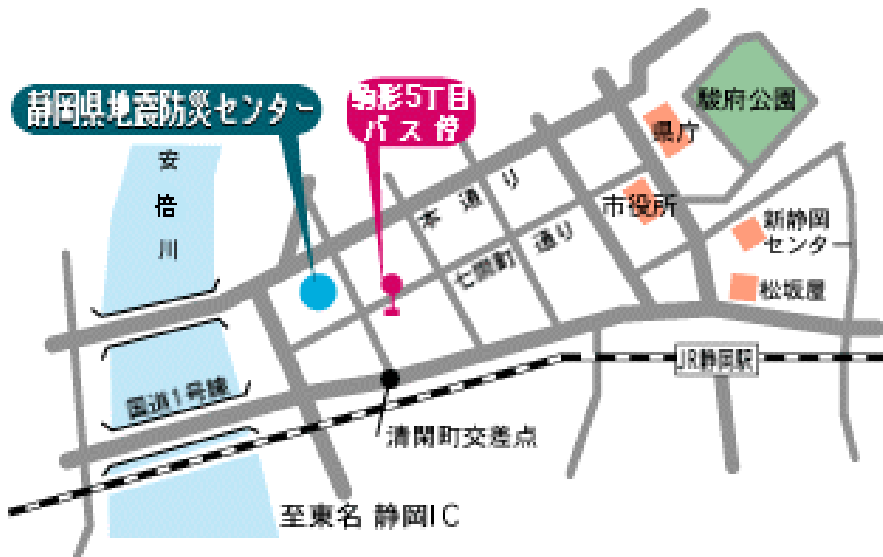 静岡県地震防災センター
駒形5丁目
バス停
駿府公園
県庁
安倍川
本通り
市役所
新静岡
センター
七間町通り
松坂屋
JR静岡駅
国道1号線
清閑町交差点
至東名 静岡IC